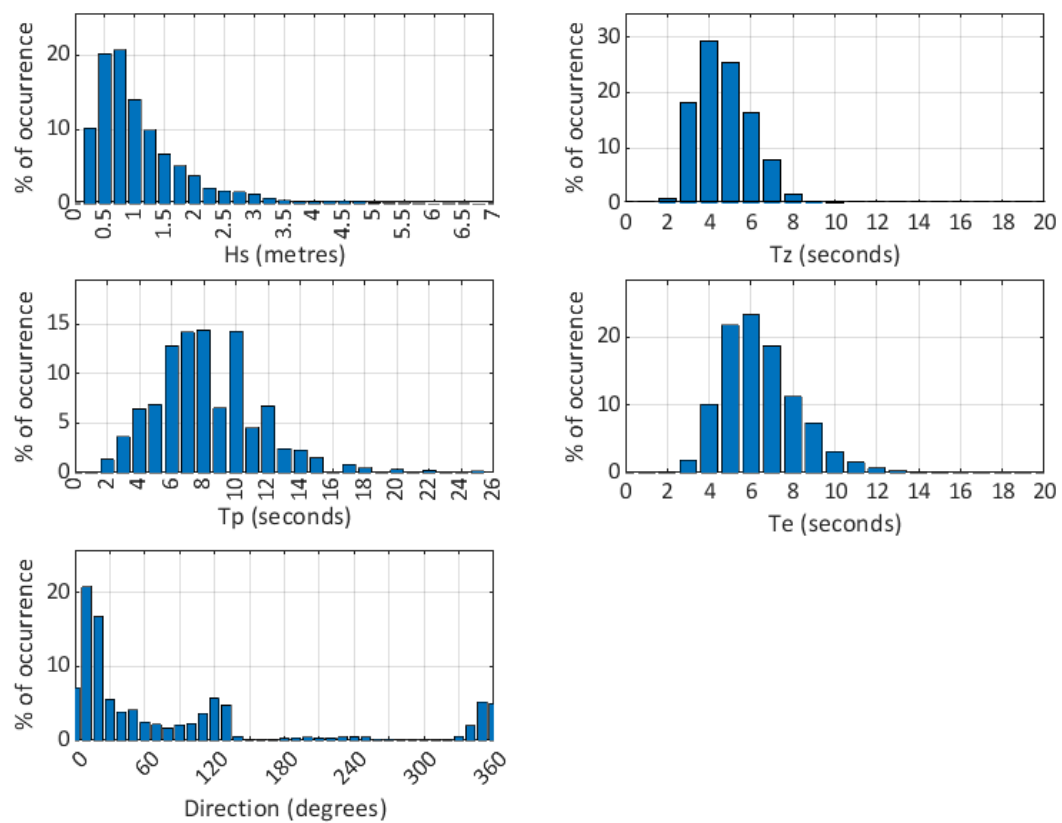 % of occurrence
20
10
0
0 0.5 1 1.5 2 2.5 3 3.5 4 4.5 5 5.5 6 6.5 7
Hs (metres)
% of occurrence
30
20
10
0
0 2 4 6 8 10 12 14 16 18 20
Tz (seconds)
% of occurrence
15
10
5
0
0 2 4 6 8 10 12 14 16 18 20 22 24 26
Tp (seconds)
% of occurrence
20
10
0
0 2 4 6 8 10 12 14 16 18 20
Te (seconds)
% of occurrence
20
10
0
0 60 120 180 240 300 360
Direction (degrees)